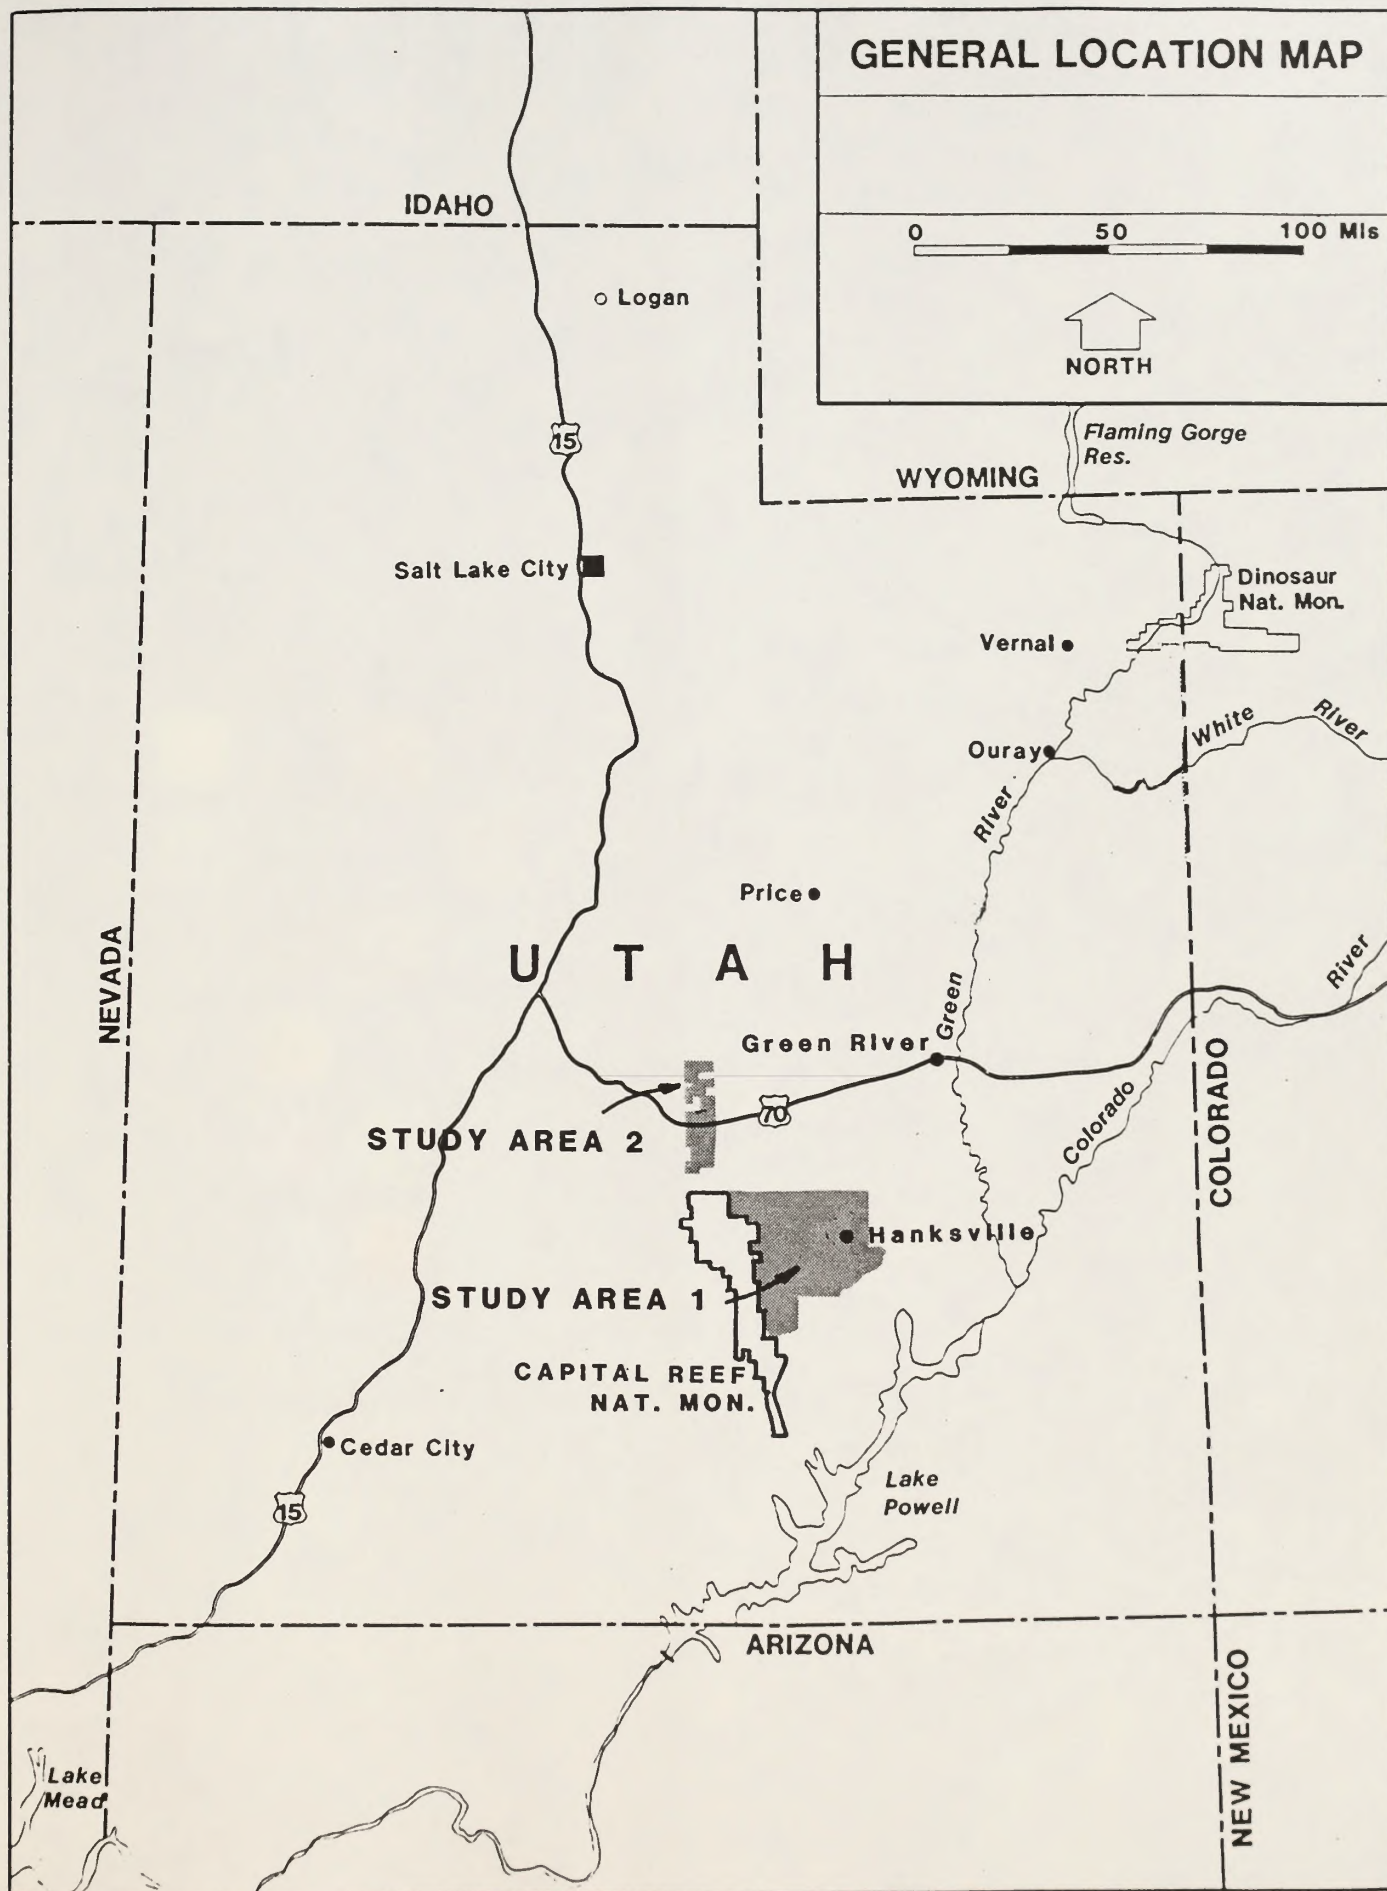 GENERAL LOCATION MAP
0 50 100 Mls
NORTH
IDAHO
Logan
15
Flaming Gorge
Res.
WYOMING
Salt Lake City
Dinosaur
Nat. Mon.
Vernal
White River
Ouray
River
Price
NEVADA
UTAH
Green
River
Green River
COLORADO
70
Colorado
STUDY AREA 2
Hanksville
STUDY AREA 1
CAPITAL REEF
NAT. MON.
Cedar City
15
Lake
Powell
ARIZONA
NEW MEXICO
Lake
Mead